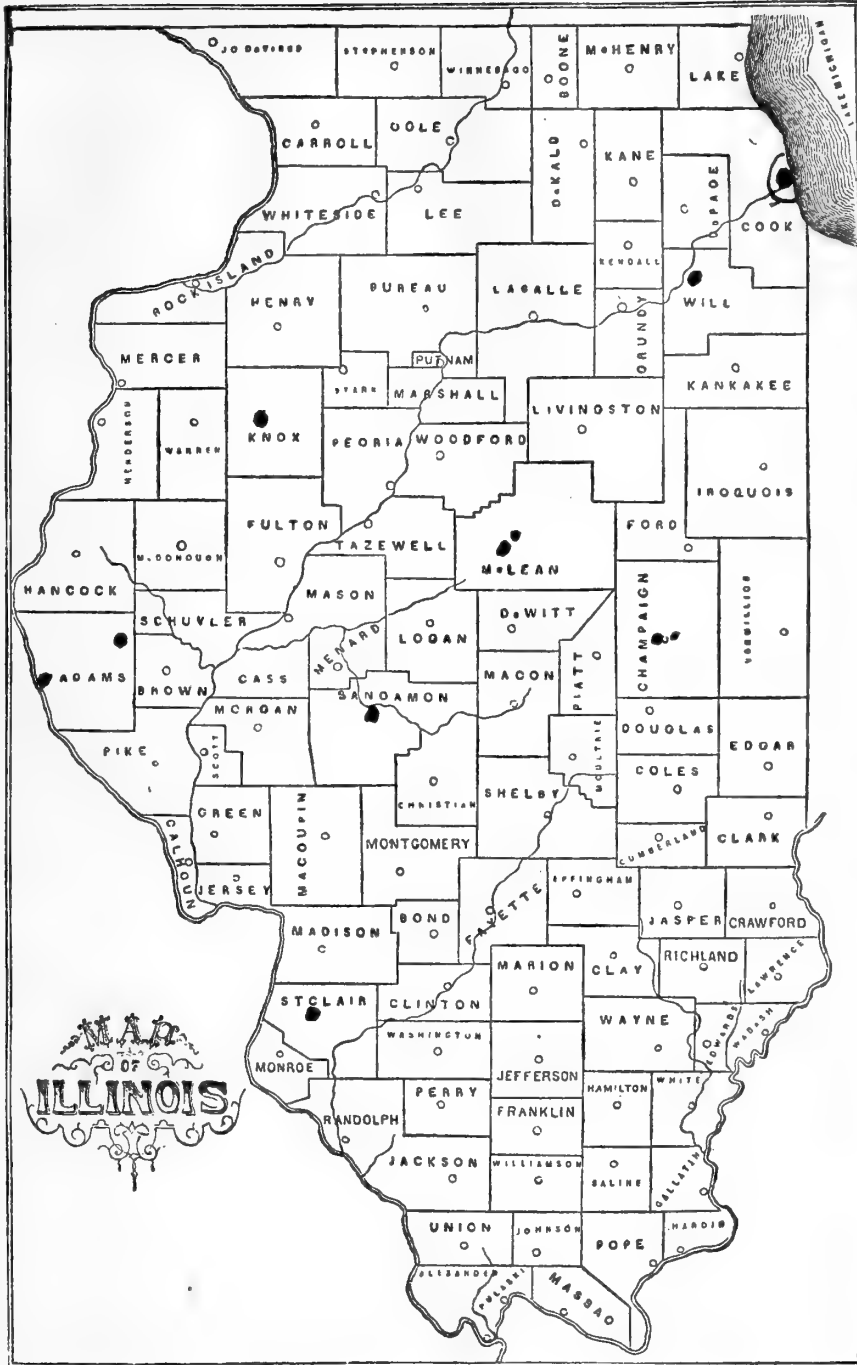 JO DAVIESS
STEPHENSON
WINNEBAGO
BOONE
McHENRY
LAKE
LAKE MICHIGAN
CARROLL
OGLE
DeKALB
KANE
DuPAGE
COOK
WHITESIDE
LEE
KENDALL
ROCK ISLAND
HENRY
BUREAU
LASALLE
GRUNDY
WILL
MERCER
PUTNAM
STARK
MARSHALL
KANKAKEE
HENDERSON
WARREN
KNOX
PEORIA
WOODFORD
LIVINGSTON
IROQUOIS
FORD
FULTON
TAZEWELL
McLEAN
HANCOCK
McDONOUGH
SCHUYLER
MASON
LOGAN
DeWITT
CHAMPAIGN
VERMILLION
ADAMS
BROWN
CASS
MENARD
SANGAMON
MACON
PIATT
PIKE
SCOTT
MORGAN
CHRISTIAN
SHELBY
MOULTRIE
DOUGLAS
COLES
EDGAR
CALHOUN
GREEN
MACOUPIN
MONTGOMERY
CUMBERLAND
CLARK
JERSEY
MADISON
BOND
FAYETTE
EFFINGHAM
JASPER
CRAWFORD
ST CLAIR
CLINTON
MARION
CLAY
RICHLAND
LAWRENCE
MONROE
WASHINGTON
JEFFERSON
WAYNE
EDWARDS
WABASH
RANDOLPH
PERRY
FRANKLIN
HAMILTON
WHITE
JACKSON
WILLIAMSON
SALINE
GALLATIN
UNION
JOHNSON
POPE
HARDIN
ALEXANDER
PULASKI
MASSAC
MAP
OF
ILLINOIS